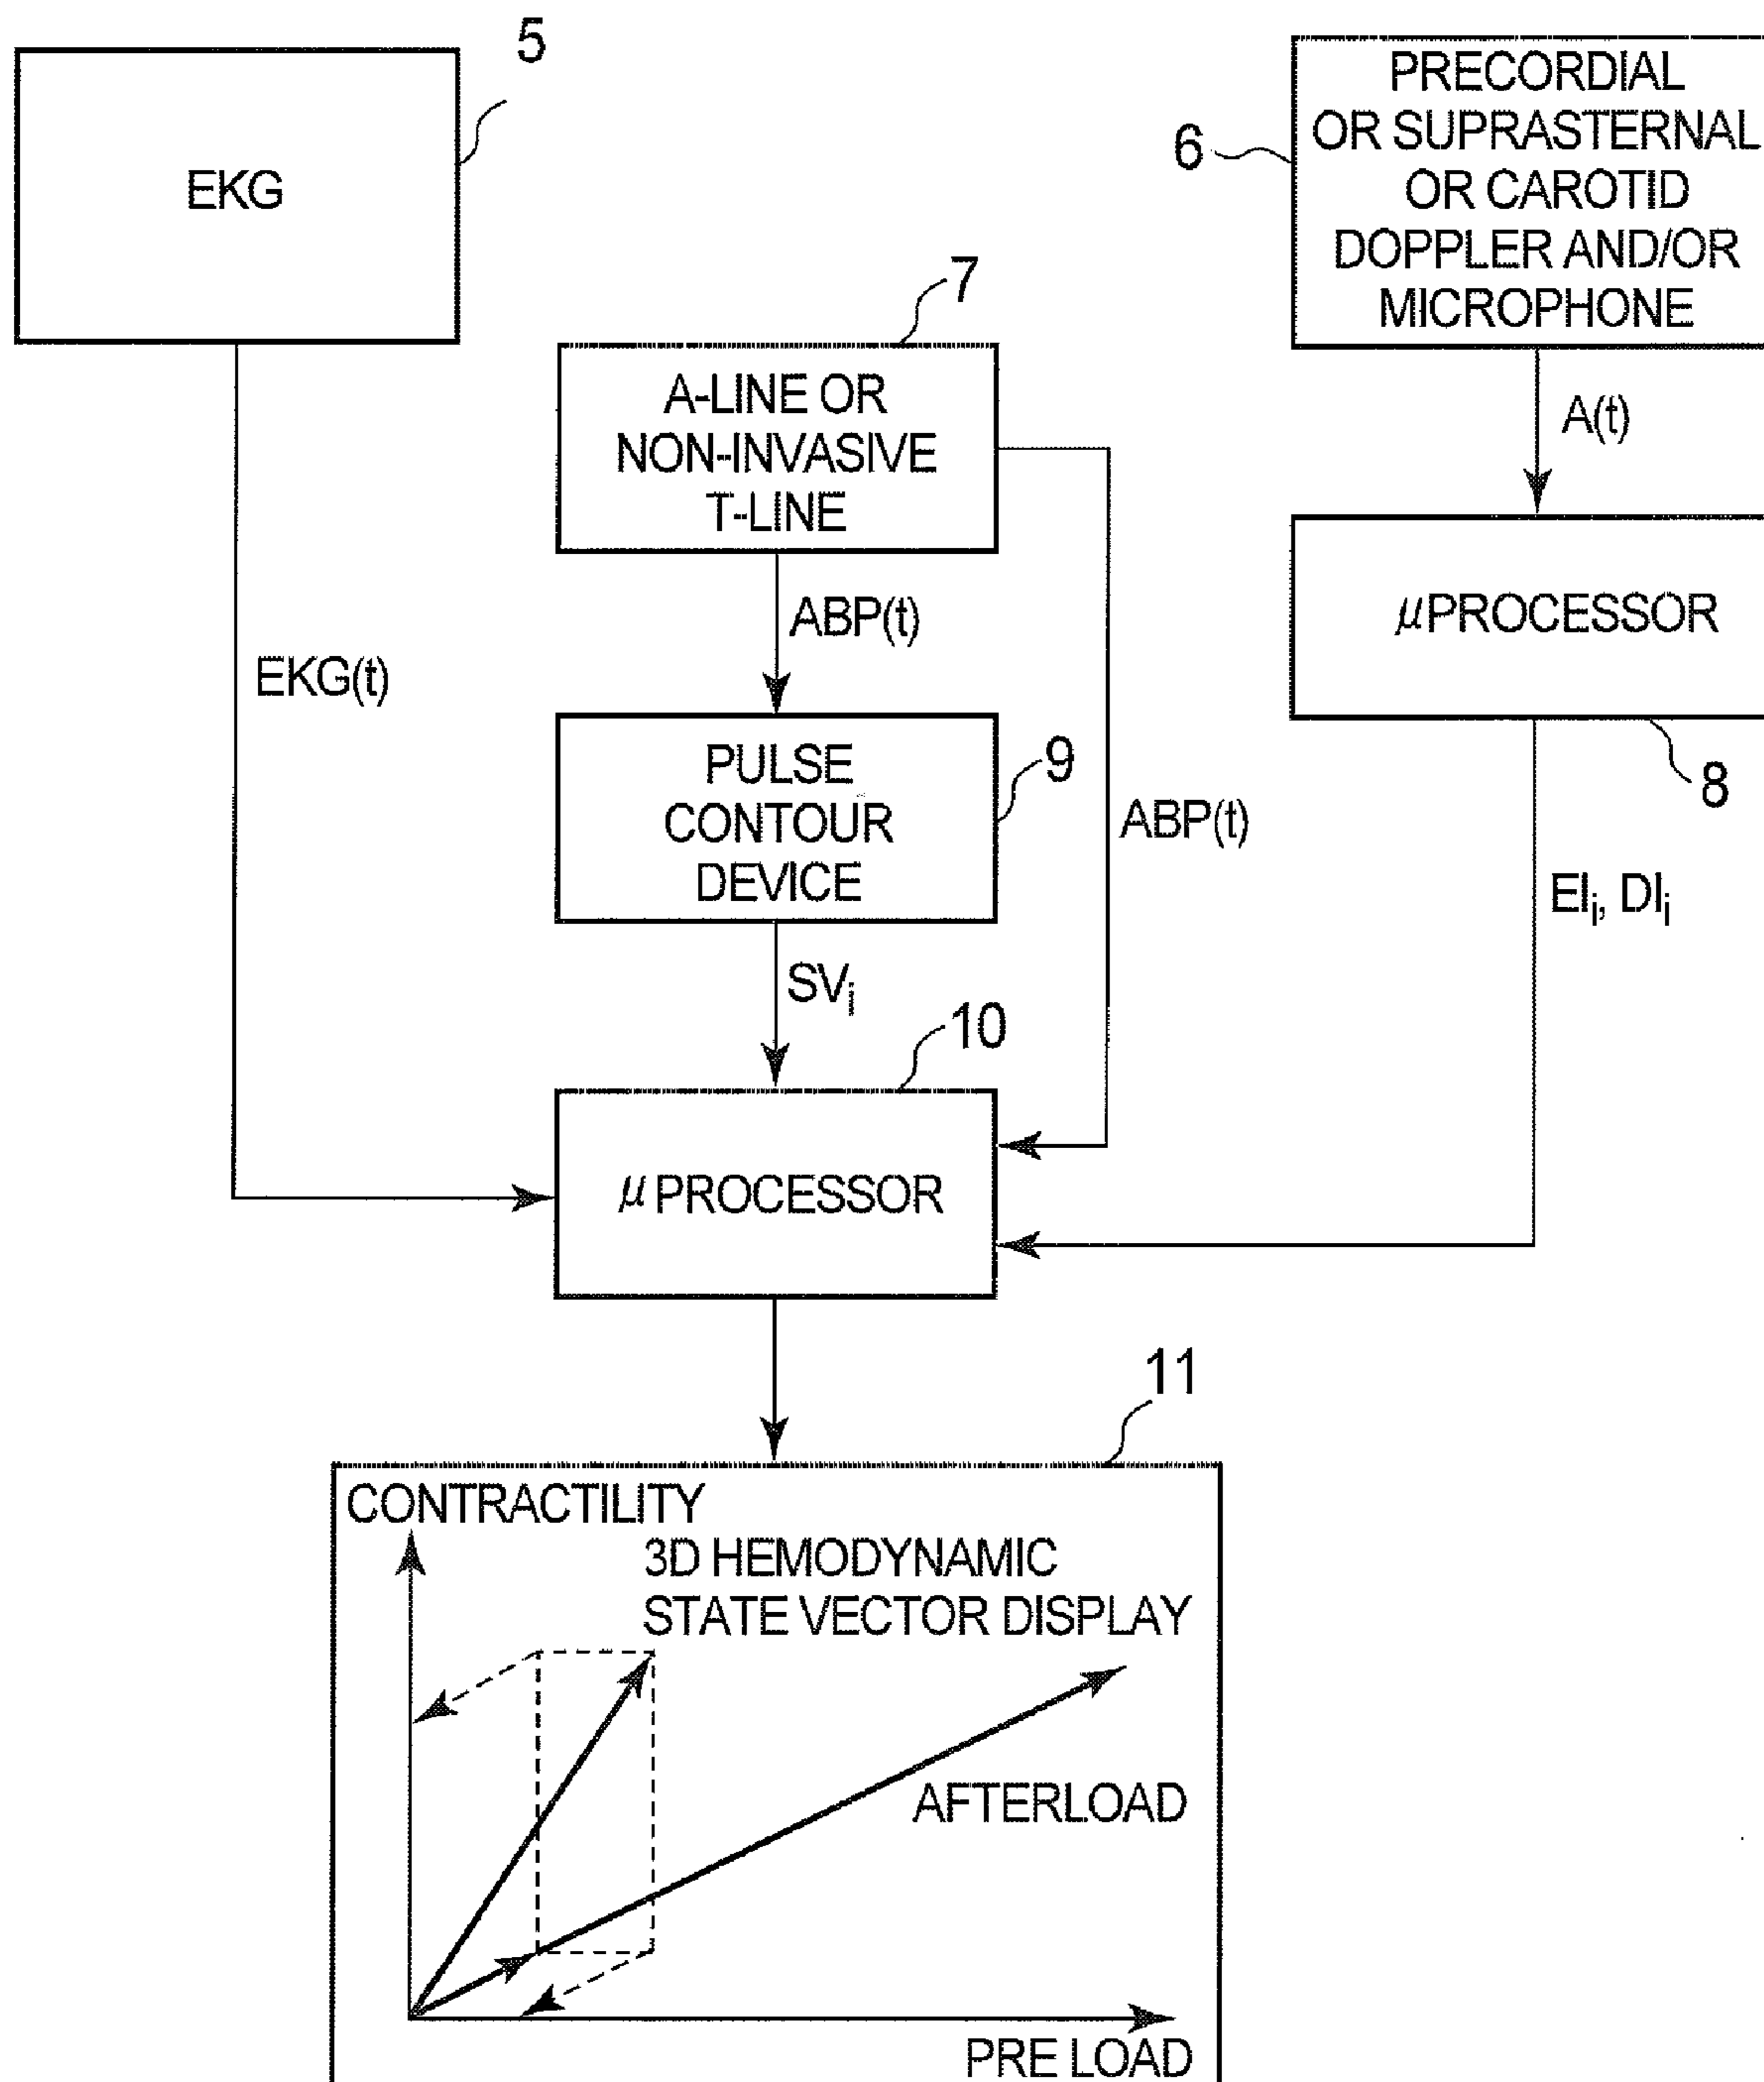 5
EKG
PRECORDIAL
OR SUPRASTERNAL
OR CAROTID
DOPPLER AND/OR
MICROPHONE
6
7
A-LINE OR
NON-INVASIVE
T-LINE
A(t)
ABP(t)
μPROCESSOR
EKG(t)
8
PULSE
CONTOUR
DEVICE
9
ABP(t)
EIi, DIi
SVi
10
μPROCESSOR
11
CONTRACTILITY
3D HEMODYNAMIC
STATE VECTOR DISPLAY
AFTERLOAD
PRE LOAD